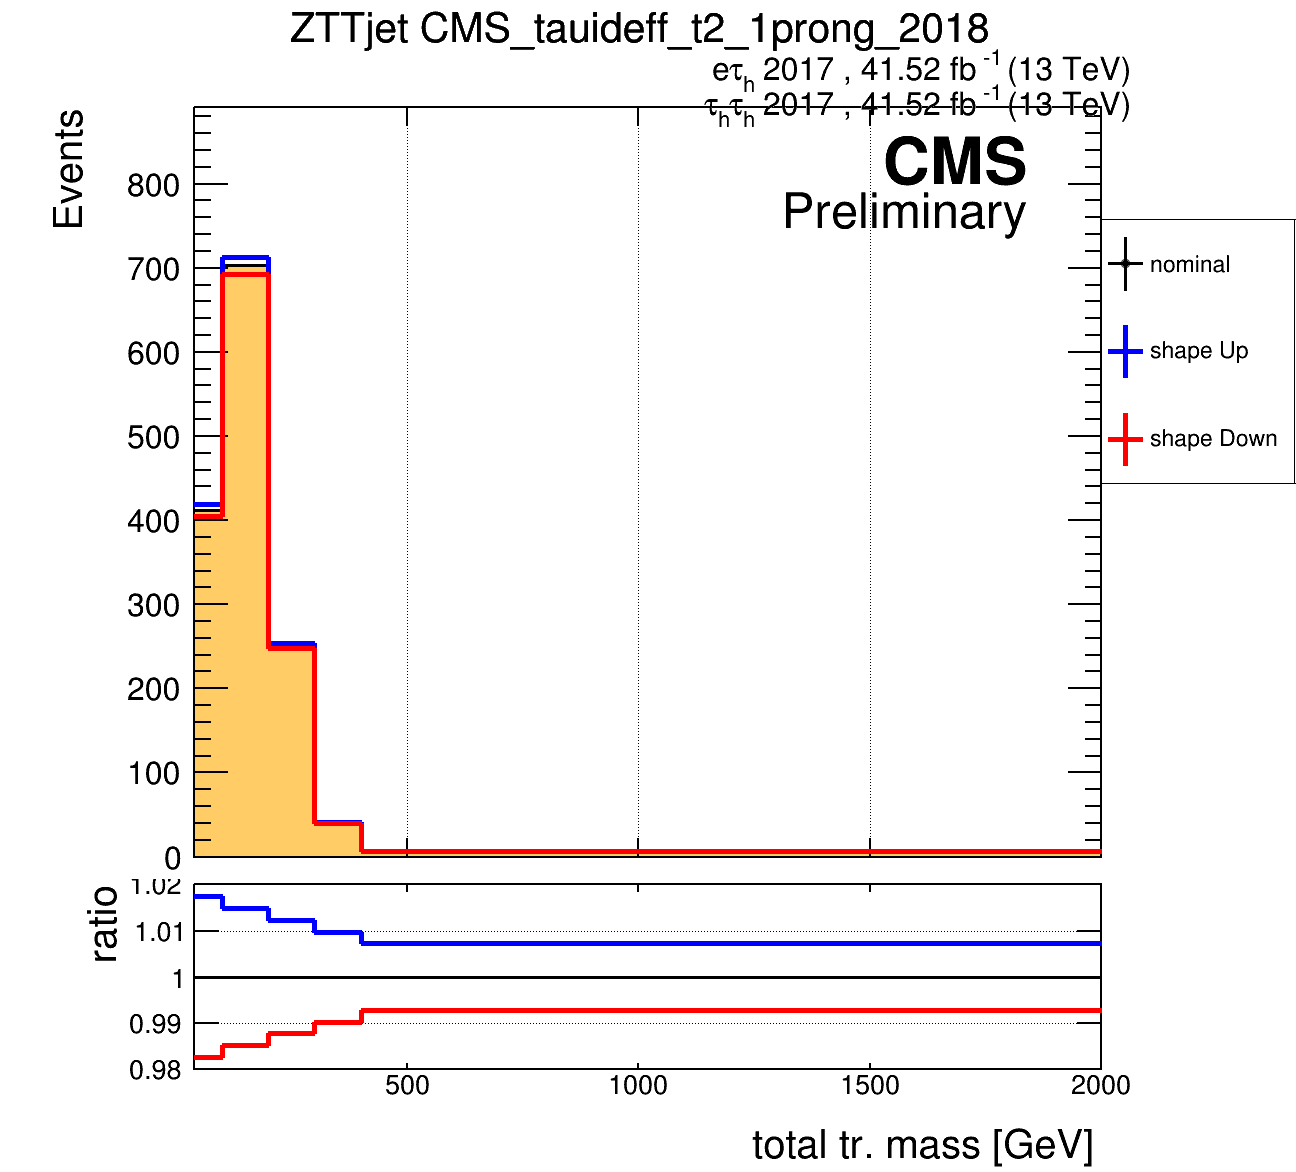 ZTTjet CMS_tauideff_t2_1prong_2018
eτh 2017 , 41.52 fb-1 (13 TeV)
τhτh 2017 , 41.52 fb-1 (13 TeV)
CMS
Preliminary
Events
800
700
600
500
400
300
200
100
0
nominal
shape Up
shape Down
ratio
1.02
1.01
1
0.99
0.98
500 1000 1500 2000
total tr. mass [GeV]